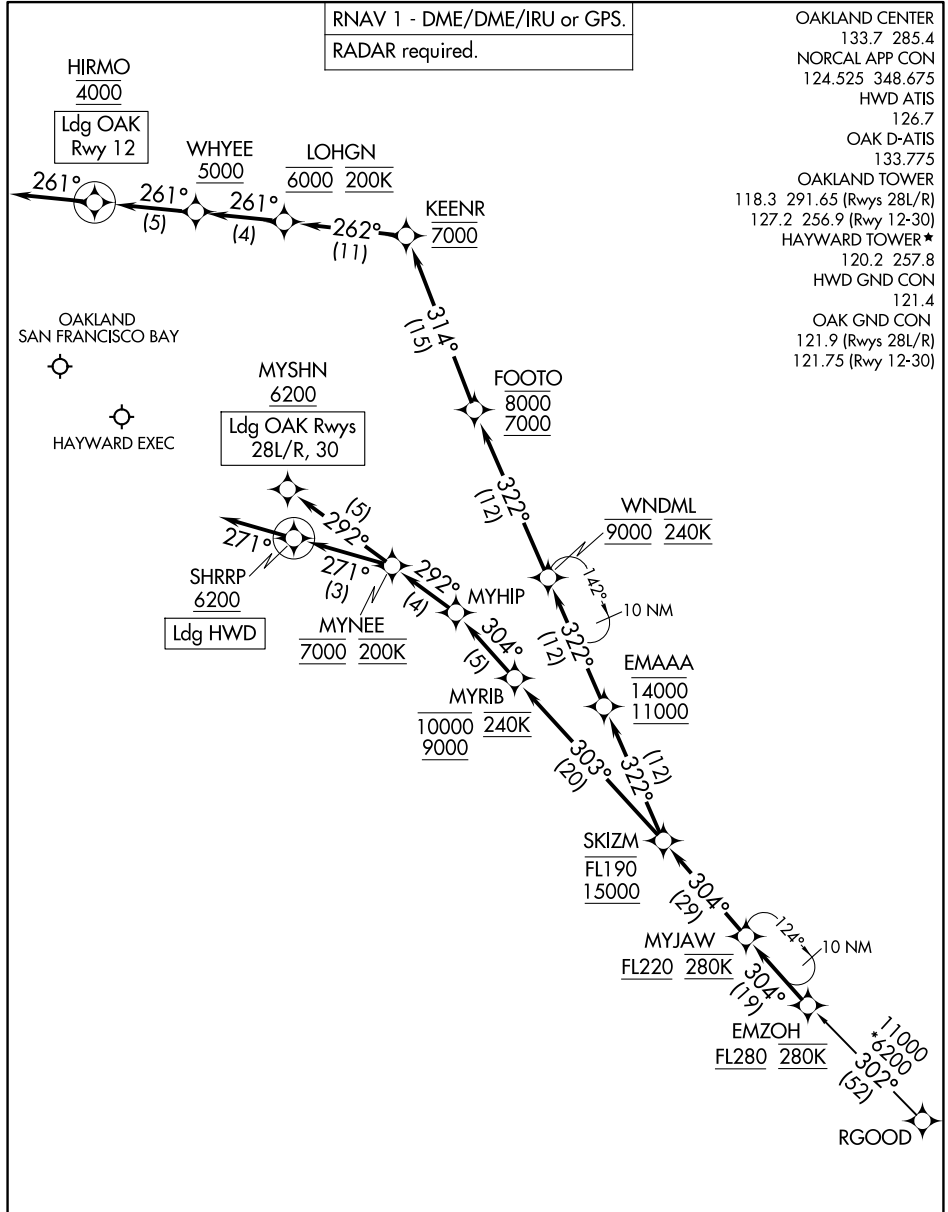 RNAV 1 - DME/DME/IRU or GPS.
RADAR required.
OAKLAND CENTER
133.7 285.4
NORCAL APP CON
124.525 348.675
HWD ATIS
126.7
OAK D-ATIS
133.775
OAKLAND TOWER
118.3 291.65 (Rwys 28L/R)
127.2 256.9 (Rwy 12-30)
HAYWARD TOWER★
120.2 257.8
HWD GND CON
121.4
OAK GND CON
121.9 (Rwys 28L/R)
121.75 (Rwy 12-30)
HIRMO
4000
Ldg OAK
Rwy 12
WHYEE
5000
LOHGN
6000 200K
KEENR
7000
261°
261°
(5)
261°
(4)
262°
(11)
314°
(15)
OAKLAND
SAN FRANCISCO BAY
HAYWARD EXEC
FOOTO
8000
7000
322°
(12)
MYSHN
6200
Ldg OAK Rwys
28L/R, 30
(5)
292°
WNDML
9000 240K
142°
10 NM
271°
SHRRP
6200
Ldg HWD
271°
(3)
MYNEE
7000 200K
292°
(4)
MYHIP
304°
(5)
MYRIB
10000 240K
9000
322°
(12)
EMAAA
14000
11000
(12)
322°
303°
(20)
SKIZM
FL190
15000
304°
(29)
MYJAW
FL220 280K
124°
10 NM
304°
(19)
EMZOH
FL280 280K
11000
*6200
302°
(52)
RGOOD